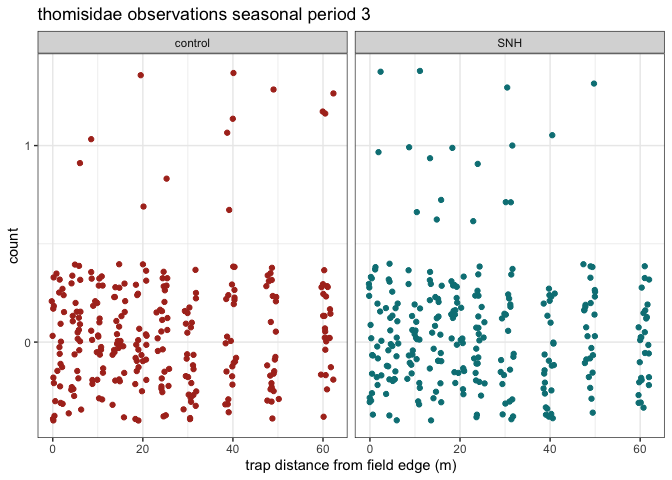 thomisidae observations seasonal period 3
control SNH
count
1
0
0 20 40 60 0 20 40 60
trap distance from field edge (m)